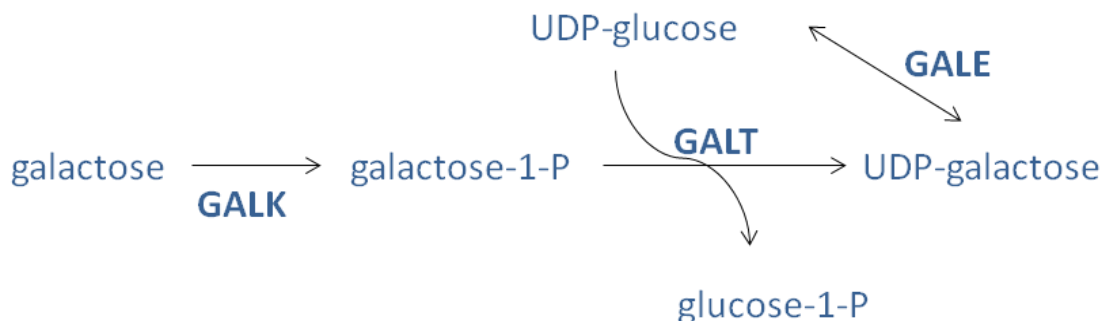 UDP-glucose
GALE
GALT
galactose
galactose-1-P
UDP-galactose
GALK
glucose-1-P